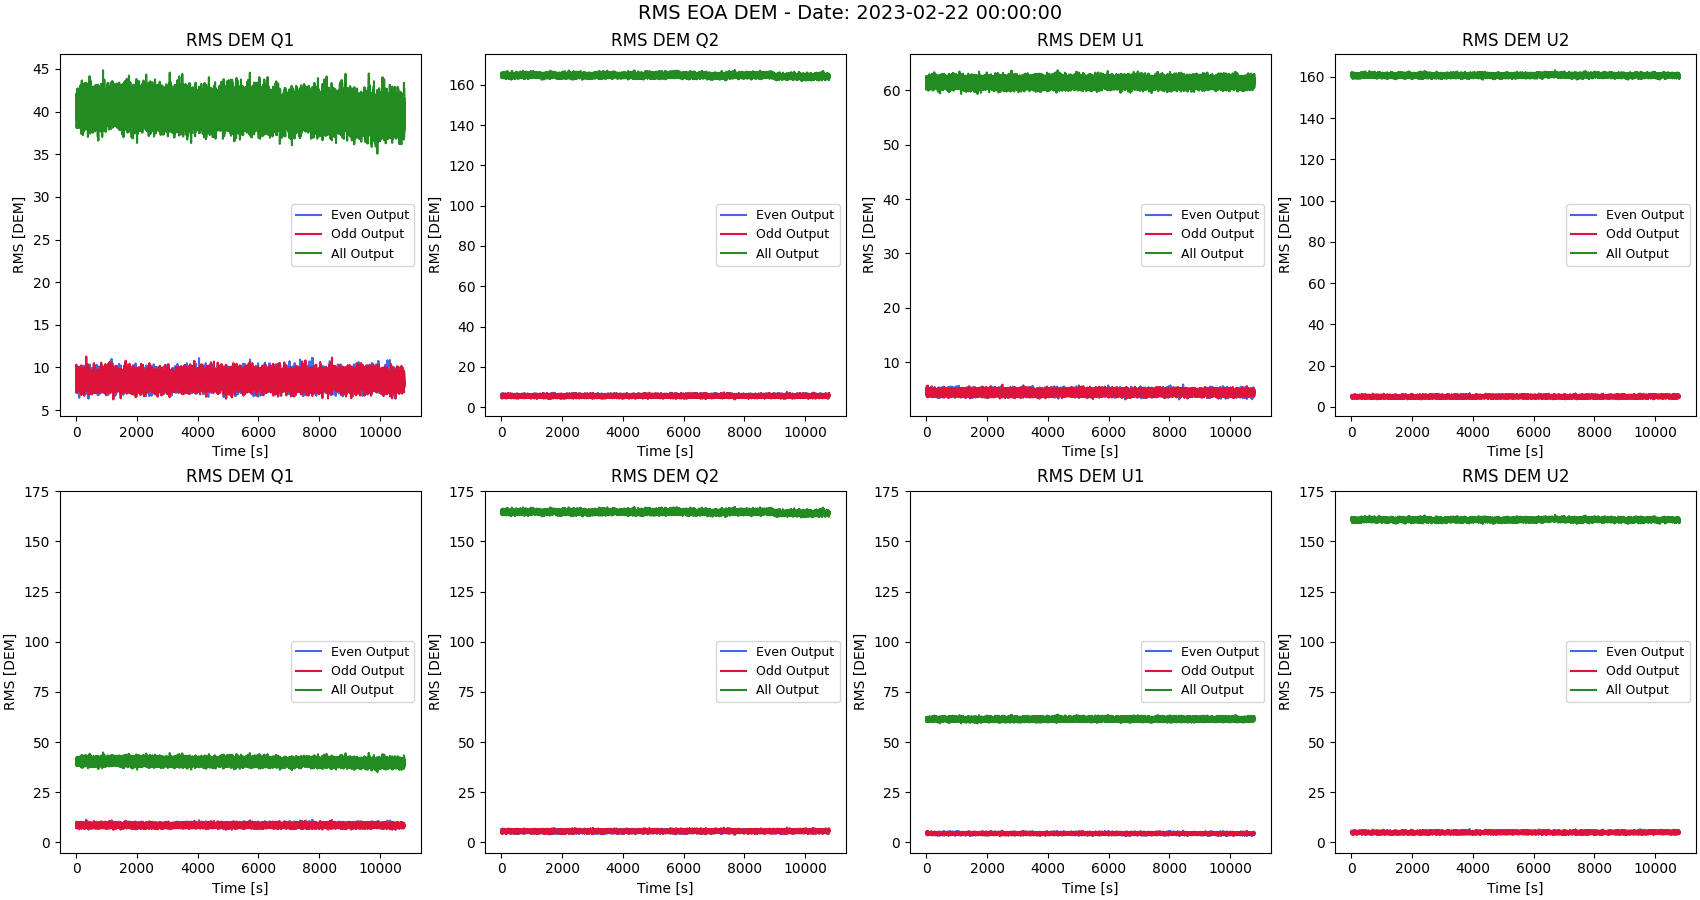 RMS EOA DEM - Date: 2023-02-22 00:00:00
RMS DEM Q1
RMS [DEM]
45
40
35
30
25
20
15
10
5
Even Output
Odd Output
All Output
0 2000 4000 6000 8000 10000
Time [s]
RMS DEM Q2
RMS [DEM]
160
140
120
100
80
60
40
20
0
Even Output
Odd Output
All Output
0 2000 4000 6000 8000 10000
Time [s]
RMS DEM U1
RMS [DEM]
60
50
40
30
20
10
Even Output
Odd Output
All Output
0 2000 4000 6000 8000 10000
Time [s]
RMS DEM U2
RMS [DEM]
160
140
120
100
80
60
40
20
0
Even Output
Odd Output
All Output
0 2000 4000 6000 8000 10000
Time [s]
RMS DEM Q1
RMS [DEM]
175
150
125
100
75
50
25
0
Even Output
Odd Output
All Output
0 2000 4000 6000 8000 10000
Time [s]
RMS DEM Q2
RMS [DEM]
175
150
125
100
75
50
25
0
Even Output
Odd Output
All Output
0 2000 4000 6000 8000 10000
Time [s]
RMS DEM U1
RMS [DEM]
175
150
125
100
75
50
25
0
Even Output
Odd Output
All Output
0 2000 4000 6000 8000 10000
Time [s]
RMS DEM U2
RMS [DEM]
175
150
125
100
75
50
25
0
Even Output
Odd Output
All Output
0 2000 4000 6000 8000 10000
Time [s]